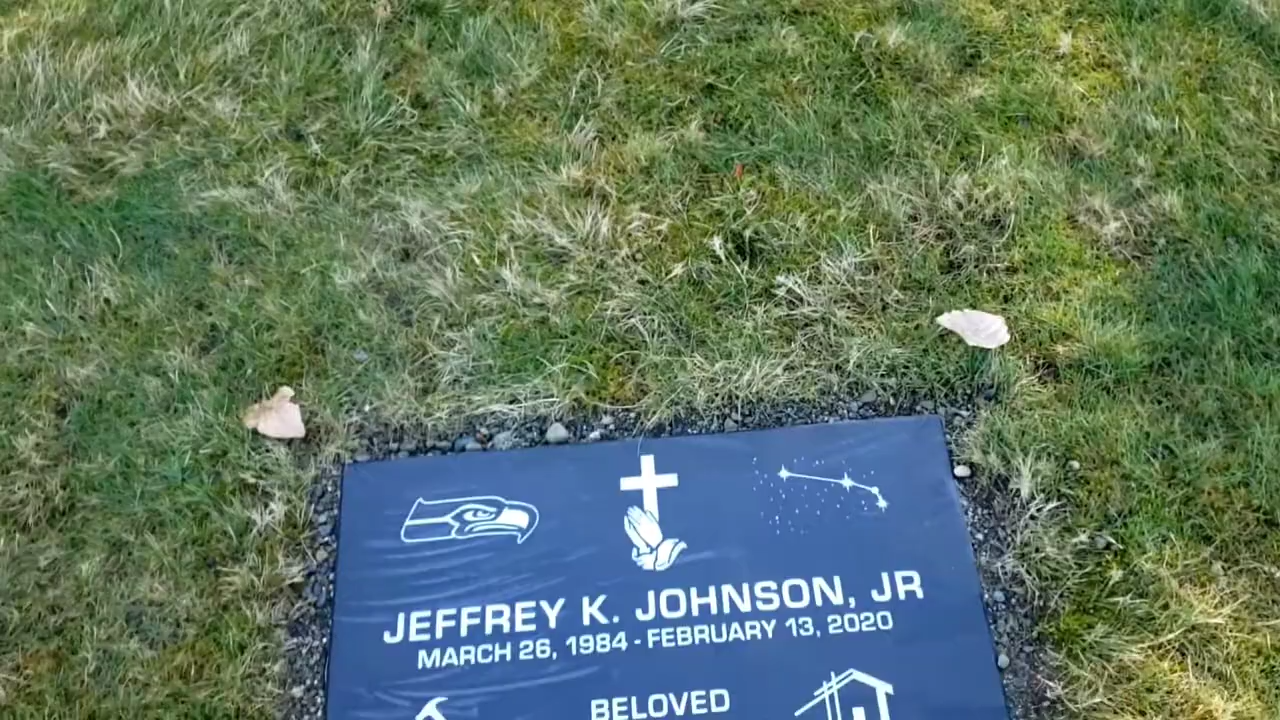 JEFFREY K. JOHNSON, JR
MARCH 26, 1984 - FEBRUARY 13, 2020
BELOVED